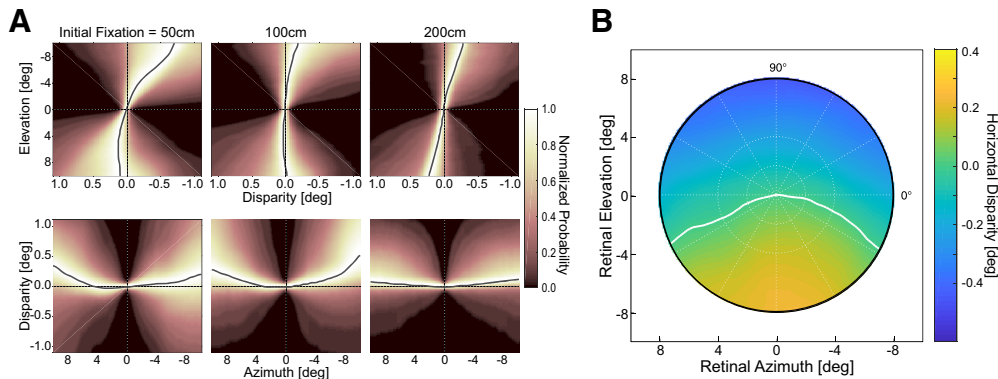 A
Initial Fixation = 50cm
100cm
200cm
Elevation [deg]
-8
-4
0
4
8
1.0 0.5 0.0 -0.5 -1.0
1.0 0.5 0.0 -0.5 -1.0
1.0 0.5 0.0 -0.5 -1.0
Disparity [deg]
1.0
0.8
0.6
0.4
0.2
0.0
Normalized Probability
Disparity [deg]
1.0
0.5
0.0
-0.5
-1.0
8 4 0 -4 -8
8 4 0 -4 -8
8 4 0 -4 -8
Azimuth [deg]
B
Retinal Elevation [deg]
8
4
0
-4
-8
90°
0°
8 4 0 -4 -8
Retinal Azimuth [deg]
0.4
0.2
0.0
-0.2
-0.4
Horizontal Disparity [deg]